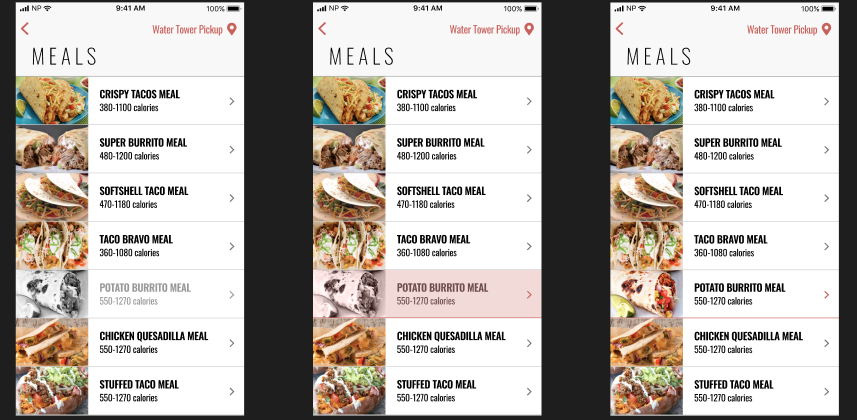 NP 9:41 AM 100%
Water Tower Pickup
MEALS
CRISPY TACOS MEAL
380-1100 calories
SUPER BURRITO MEAL
480-1200 calories
SOFTSHELL TACO MEAL
470-1180 calories
TACO BRAVO MEAL
360-1080 calories
POTATO BURRITO MEAL
550-1270 calories
CHICKEN QUESADILLA MEAL
550-1270 calories
STUFFED TACO MEAL
550-1270 calories
NP 9:41 AM 100%
Water Tower Pickup
MEALS
CRISPY TACOS MEAL
380-1100 calories
SUPER BURRITO MEAL
480-1200 calories
SOFTSHELL TACO MEAL
470-1180 calories
TACO BRAVO MEAL
360-1080 calories
POTATO BURRITO MEAL
550-1270 calories
CHICKEN QUESADILLA MEAL
550-1270 calories
STUFFED TACO MEAL
550-1270 calories
NP 9:41 AM 100%
Water Tower Pickup
MEALS
CRISPY TACOS MEAL
380-1100 calories
SUPER BURRITO MEAL
480-1200 calories
SOFTSHELL TACO MEAL
470-1180 calories
TACO BRAVO MEAL
360-1080 calories
POTATO BURRITO MEAL
550-1270 calories
CHICKEN QUESADILLA MEAL
550-1270 calories
STUFFED TACO MEAL
550-1270 calories